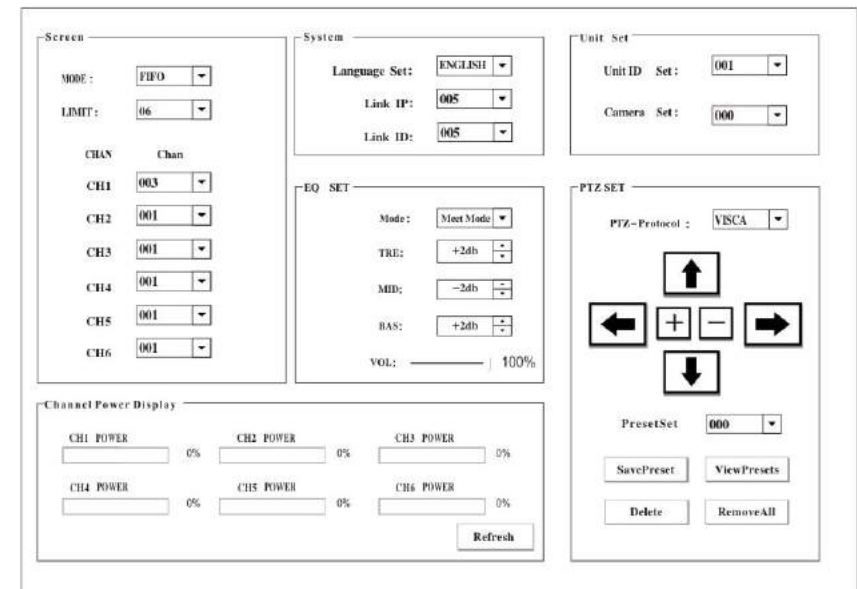 Screen
MODE : FIFO
LIMIT : 06
CHAN Chan
CH1 003
CH2 001
CH3 001
CH4 001
CH5 001
CH6 001
System
Language Set: ENGLISH
Link IP: 005
Link ID: 005
EQ SET
Mode: Meet Mode
TRE: +2db
MID: -2db
BAS: +2db
VOL: 100%
Unit Set
Unit ID Set: 001
Camera Set: 000
PTZ SET
PTZ-Protocol : VISCA
+ -
PresetSet 000
SavePreset ViewPresets
Delete RemoveAll
Channel Power Display
CH1 POWER CH2 POWER CH3 POWER
0% 0% 0%
CH4 POWER CH5 POWER CH6 POWER
0% 0% 0%
Refresh